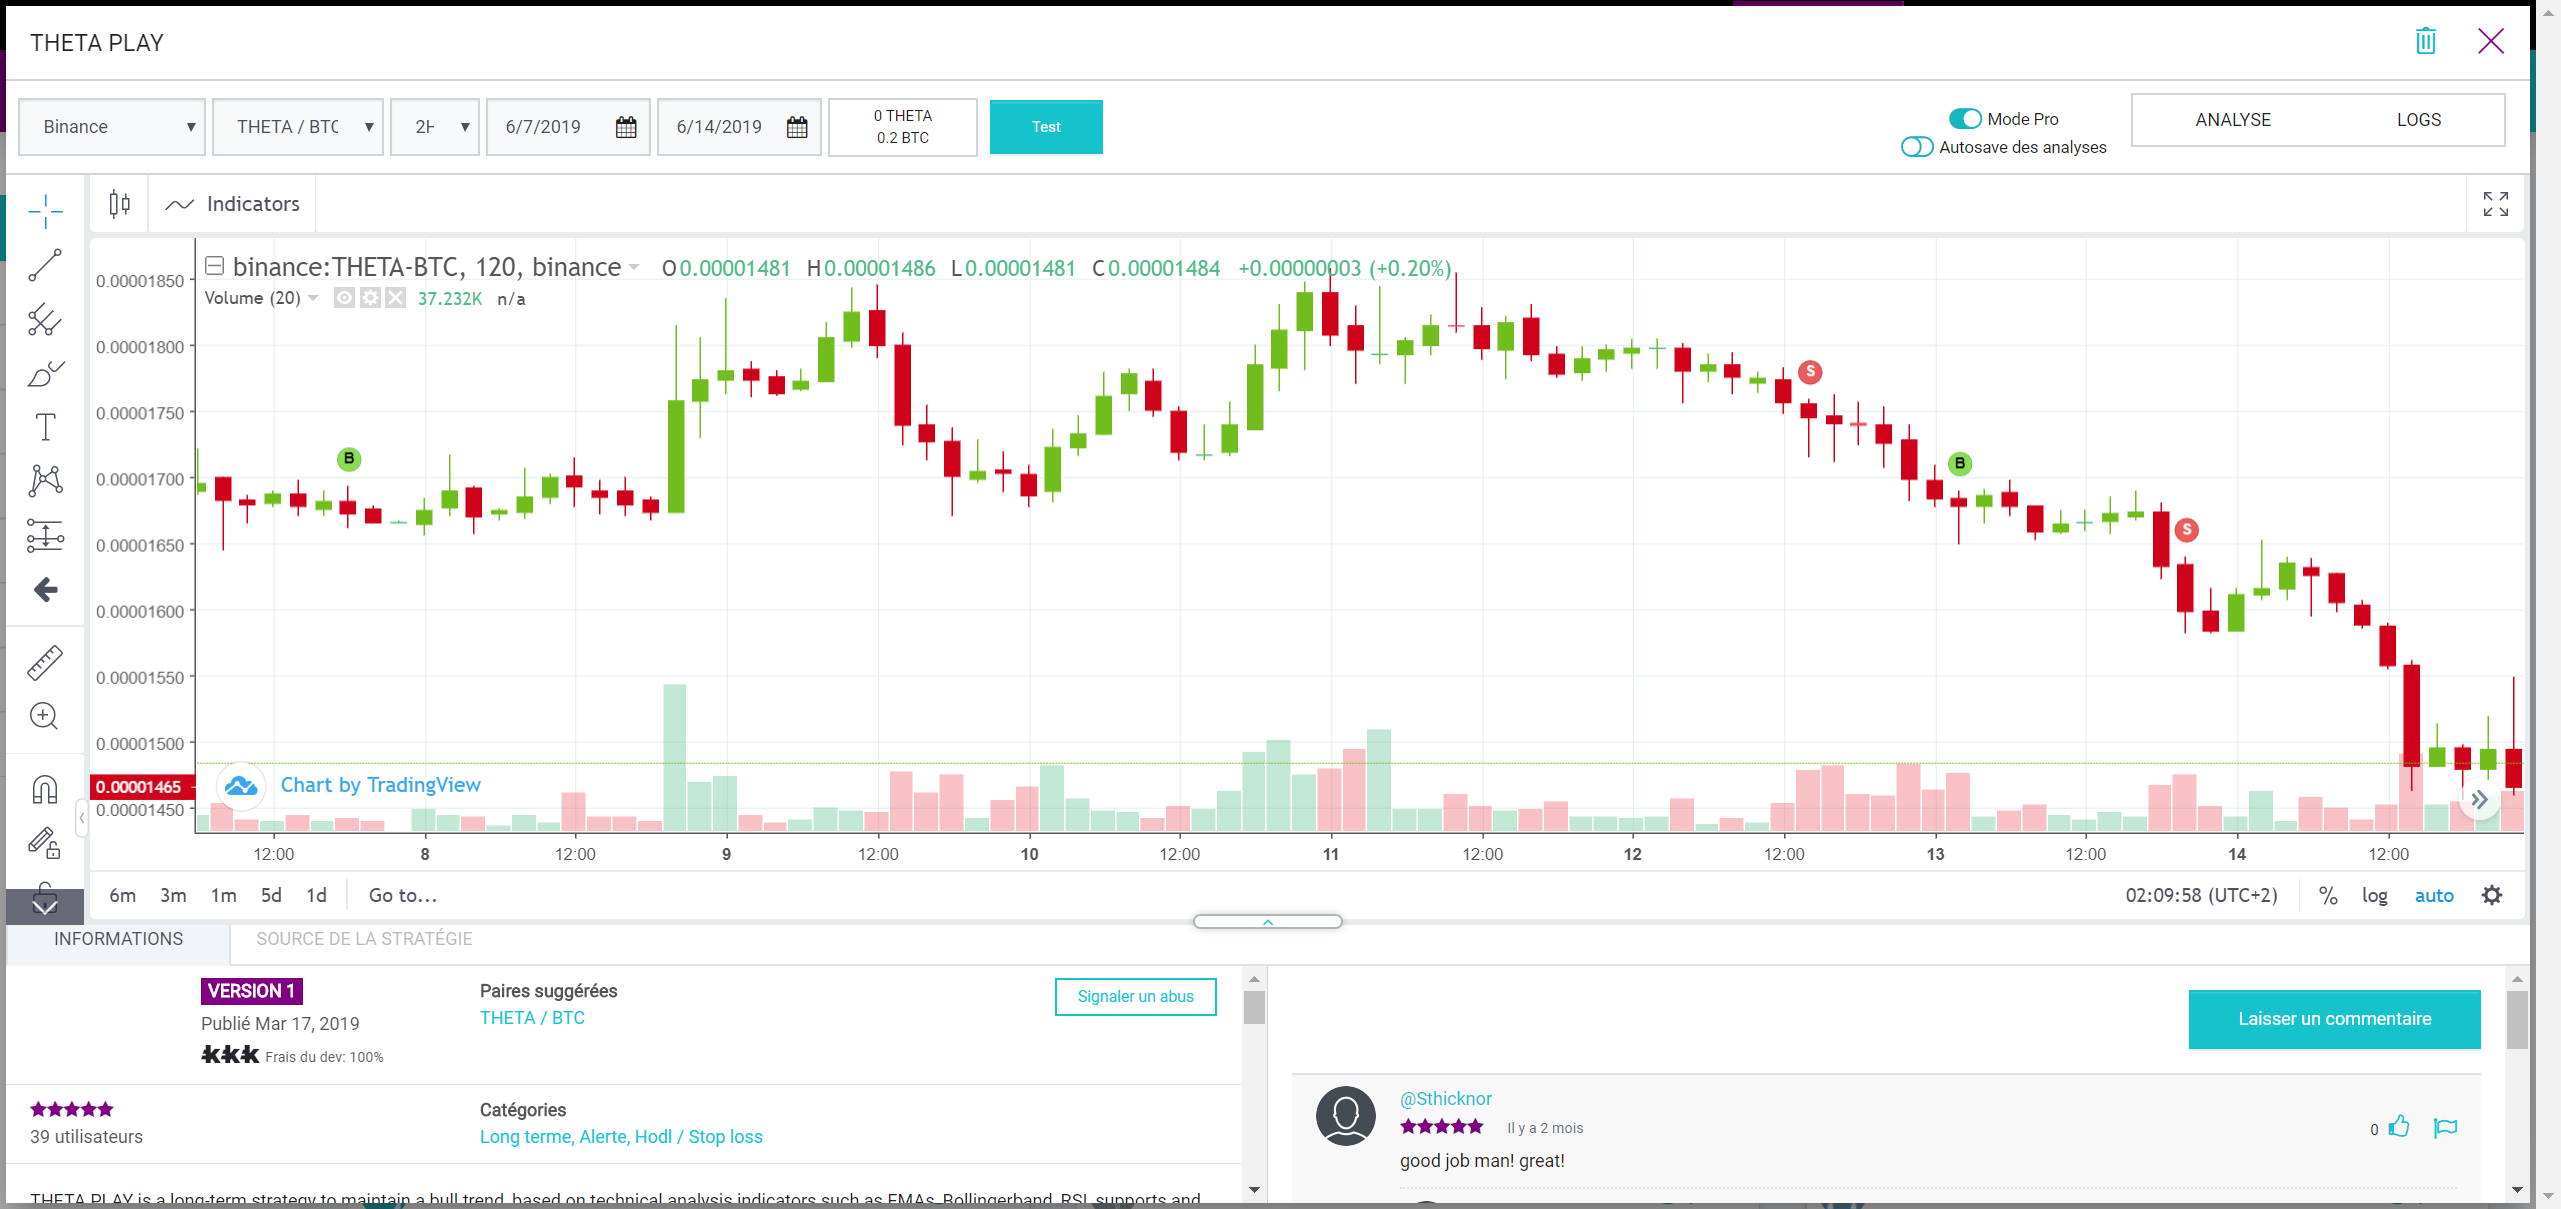 THETA PLAY
Binance
THETA / BTC
2H
6/7/2019
6/14/2019
0 THETA
0.2 BTC
Test
Mode Pro
Autosave des analyses
ANALYSE
LOGS
Indicators
binance:THETA-BTC, 120, binance O0.00001481 H0.00001486 L0.00001481 C0.00001484 +0.00000003 (+0.20%)
Volume (20) 37.232K n/a
0.00001850
0.00001800
0.00001750
0.00001700
0.00001650
0.00001600
0.00001550
0.00001500
0.00001465
0.00001450
B
S
B
S
Chart by TradingView
12:00 8 12:00 9 12:00 10 12:00 11 12:00 12 12:00 13 12:00 14 12:00
6m 3m 1m 5d 1d Go to... 02:09:58 (UTC+2) % log auto
INFORMATIONS
SOURCE DE LA STRATÉGIE
VERSION 1
Publié Mar 17, 2019
Frais du dev: 100%
Paires suggérées
THETA / BTC
Signaler un abus
39 utilisateurs
Catégories
Long terme, Alerte, Hodl / Stop loss
THETA PLAY is a long-term strategy to maintain a bull trend, based on technical analysis indicators such as EMAs, Bollingerband, RSI, supports and
Laisser un commentaire
@Sthicknor
Il y a 2 mois
0
good job man! great!